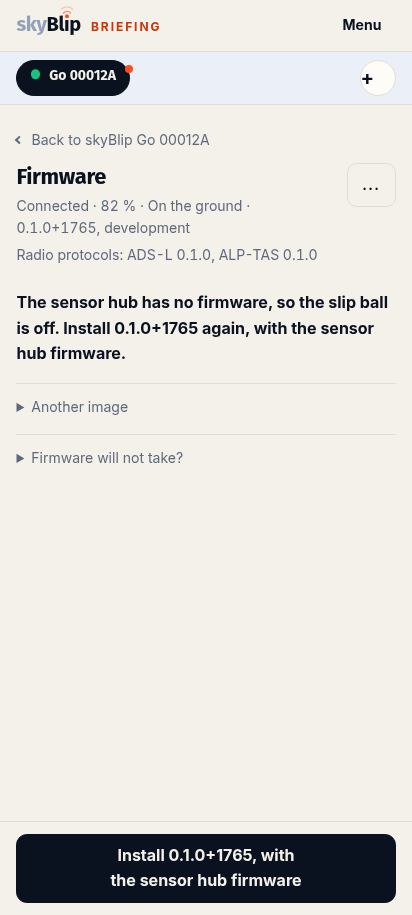 skyBlip BRIEFING
Menu
Go 00012A
+
Back to skyBlip Go 00012A
Firmware
...
Connected · 82 % · On the ground ·
0.1.0+1765, development
Radio protocols: ADS-L 0.1.0, ALP-TAS 0.1.0
The sensor hub has no firmware, so the slip ball
is off. Install 0.1.0+1765 again, with the sensor
hub firmware.
Another image
Firmware will not take?
Install 0.1.0+1765, with
the sensor hub firmware